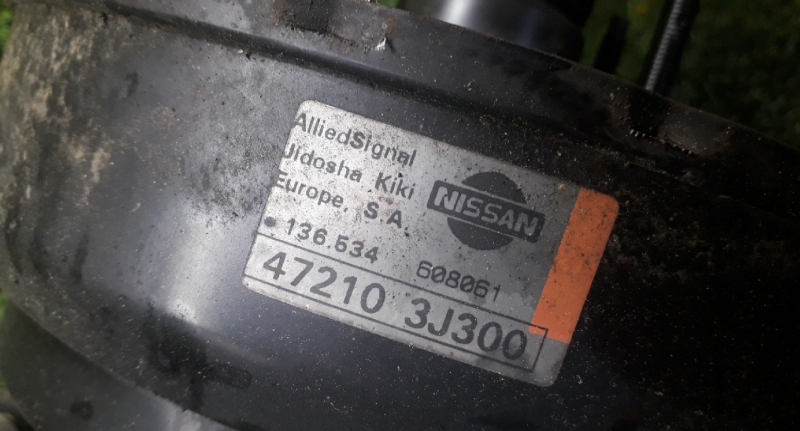 AlliedSignal
Jidosha Kiki
Europe, S.A.
NISSAN
136.534 608061
47210 3J300